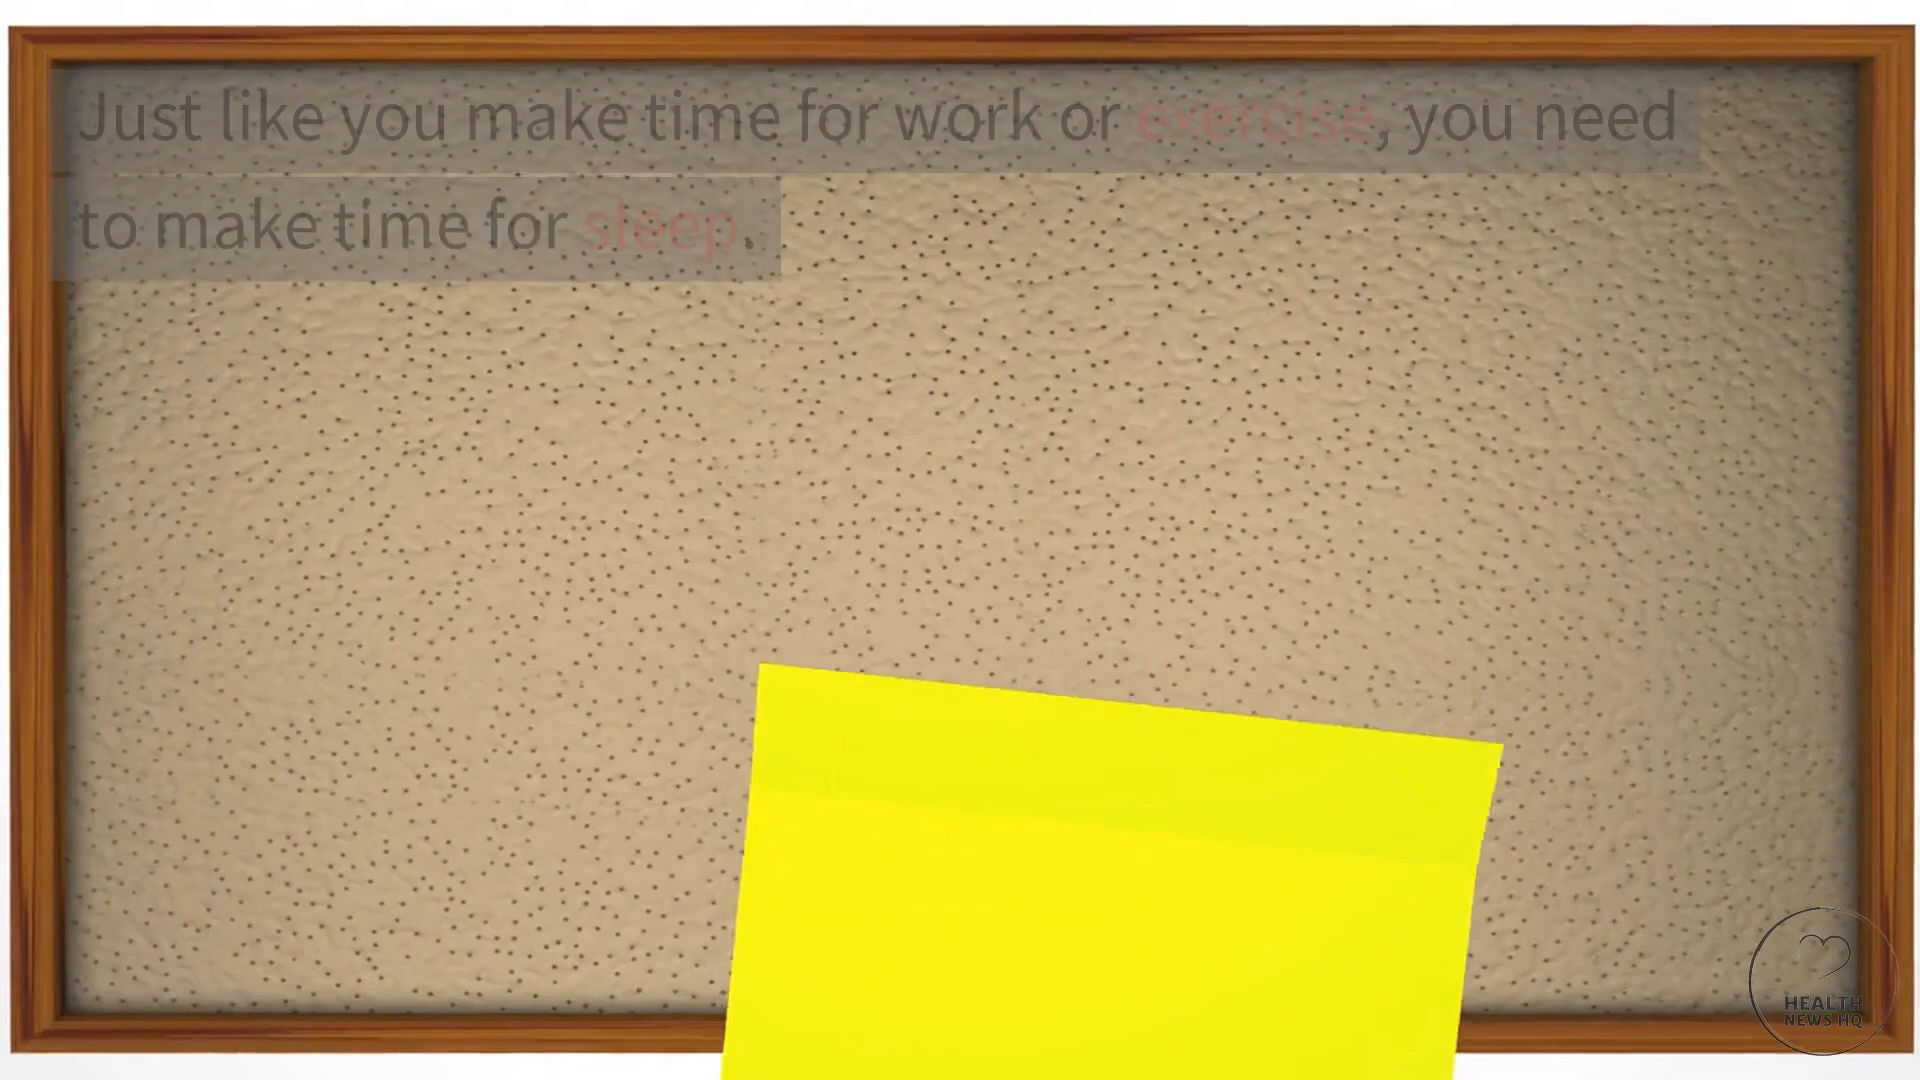 Just like you make time for work or exercise, you need
to make time for sleep.
HEALTH
NEWS HQ